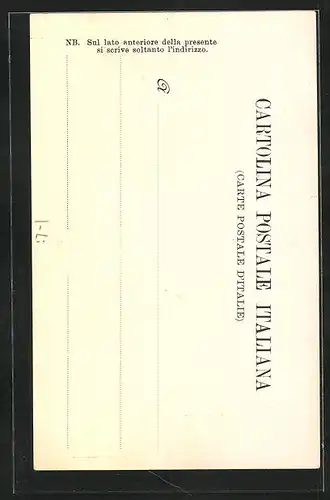 NB. Sul lato anteriore della presente
si scrive soltanto l'indirizzo.
CARTOLINA POSTALE ITALIANA
(CARTE POSTALE D'ITALIE)
A